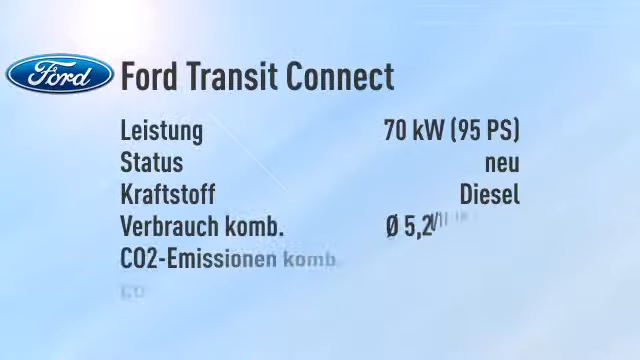 Ford Ford Transit Connect
Leistung 70 kW (95 PS)
Status neu
Kraftstoff Diesel
Verbrauch komb. Ø 5,2
CO2-Emissionen komb.